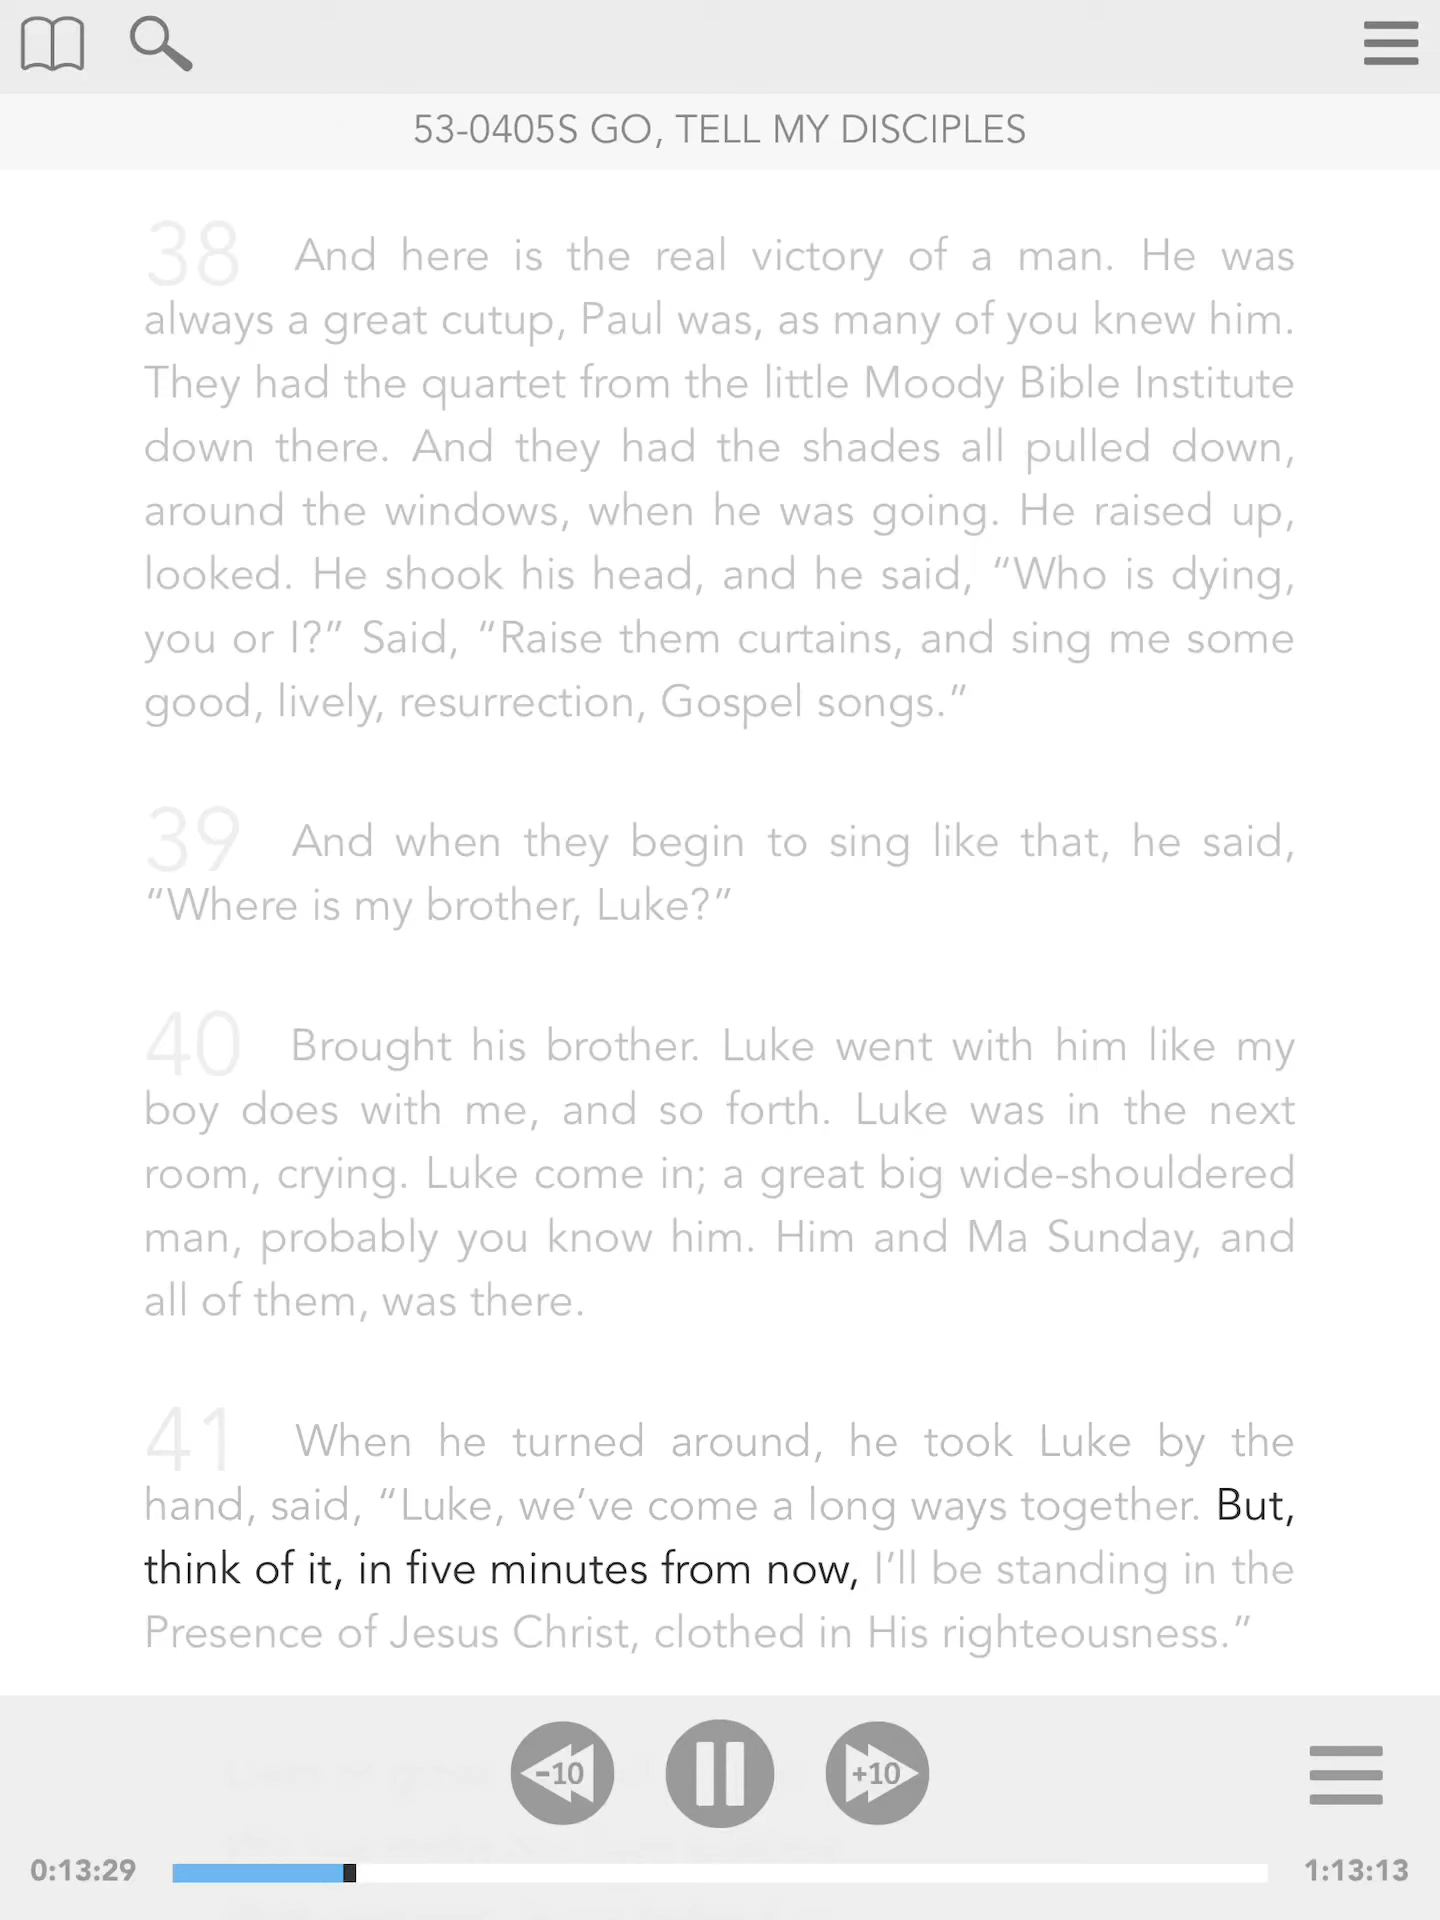 53-0405S GO, TELL MY DISCIPLES
38 And here is the real victory of a man. He was
always a great cutup, Paul was, as many of you knew him.
They had the quartet from the little Moody Bible Institute
down there. And they had the shades all pulled down,
around the windows, when he was going. He raised up,
looked. He shook his head, and he said, “Who is dying,
you or I?” Said, “Raise them curtains, and sing me some
good, lively, resurrection, Gospel songs.”
39 And when they begin to sing like that, he said,
“Where is my brother, Luke?”
40 Brought his brother. Luke went with him like my
boy does with me, and so forth. Luke was in the next
room, crying. Luke come in; a great big wide-shouldered
man, probably you know him. Him and Ma Sunday, and
all of them, was there.
41 When he turned around, he took Luke by the
hand, said, “Luke, we’ve come a long ways together. But,
think of it, in five minutes from now, I’ll be standing in the
Presence of Jesus Christ, clothed in His righteousness.”
-10 +10
0:13:29 1:13:13